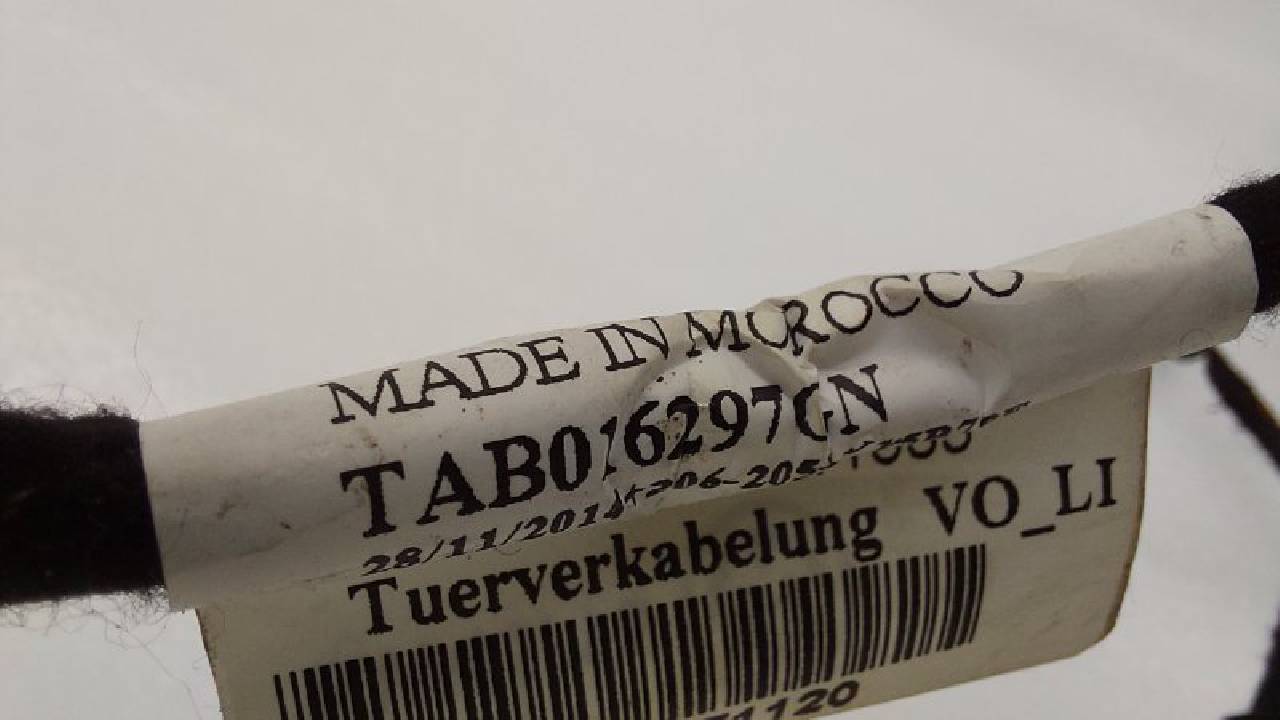 MADE IN MOROCCO
TAB016297GN
28/11/2014
Tuerverkabelung VO_LI